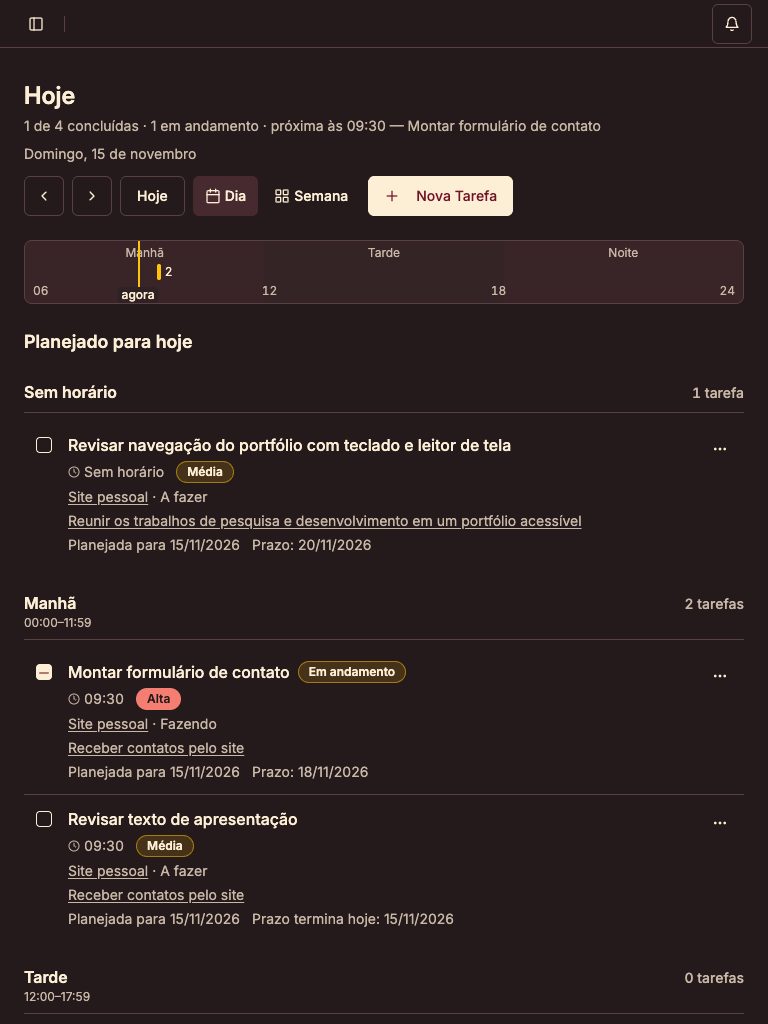 Hoje
1 de 4 concluídas · 1 em andamento · próxima às 09:30 — Montar formulário de contato
Domingo, 15 de novembro
Hoje Dia Semana Nova Tarefa
Manhã Tarde Noite
2
06 12 18 24
agora
Planejado para hoje
Sem horário 1 tarefa
Revisar navegação do portfólio com teclado e leitor de tela
Sem horário Média
Site pessoal · A fazer
Reunir os trabalhos de pesquisa e desenvolvimento em um portfólio acessível
Planejada para 15/11/2026 Prazo: 20/11/2026
Manhã 2 tarefas
00:00–11:59
Montar formulário de contato Em andamento
09:30 Alta
Site pessoal · Fazendo
Receber contatos pelo site
Planejada para 15/11/2026 Prazo: 18/11/2026
Revisar texto de apresentação
09:30 Média
Site pessoal · A fazer
Receber contatos pelo site
Planejada para 15/11/2026 Prazo termina hoje: 15/11/2026
Tarde 0 tarefas
12:00–17:59